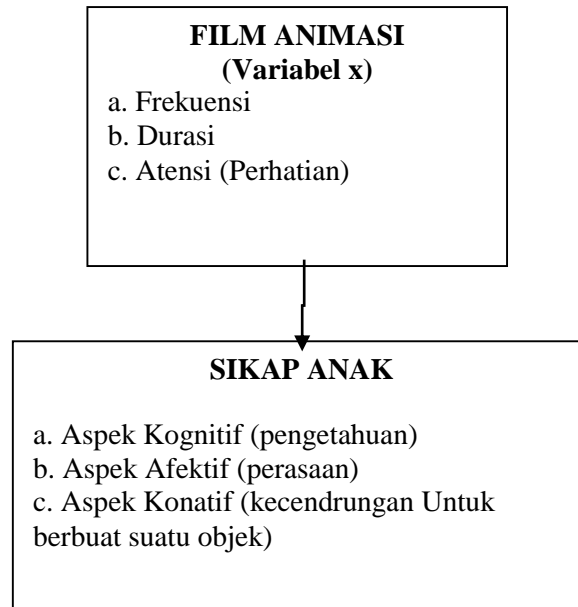 FILM ANIMASI
(Variabel x)
a. Frekuensi
b. Durasi
c. Atensi (Perhatian)
SIKAP ANAK
a. Aspek Kognitif (pengetahuan)
b. Aspek Afektif (perasaan)
c. Aspek Konatif (kecendrungan Untuk
berbuat suatu objek)